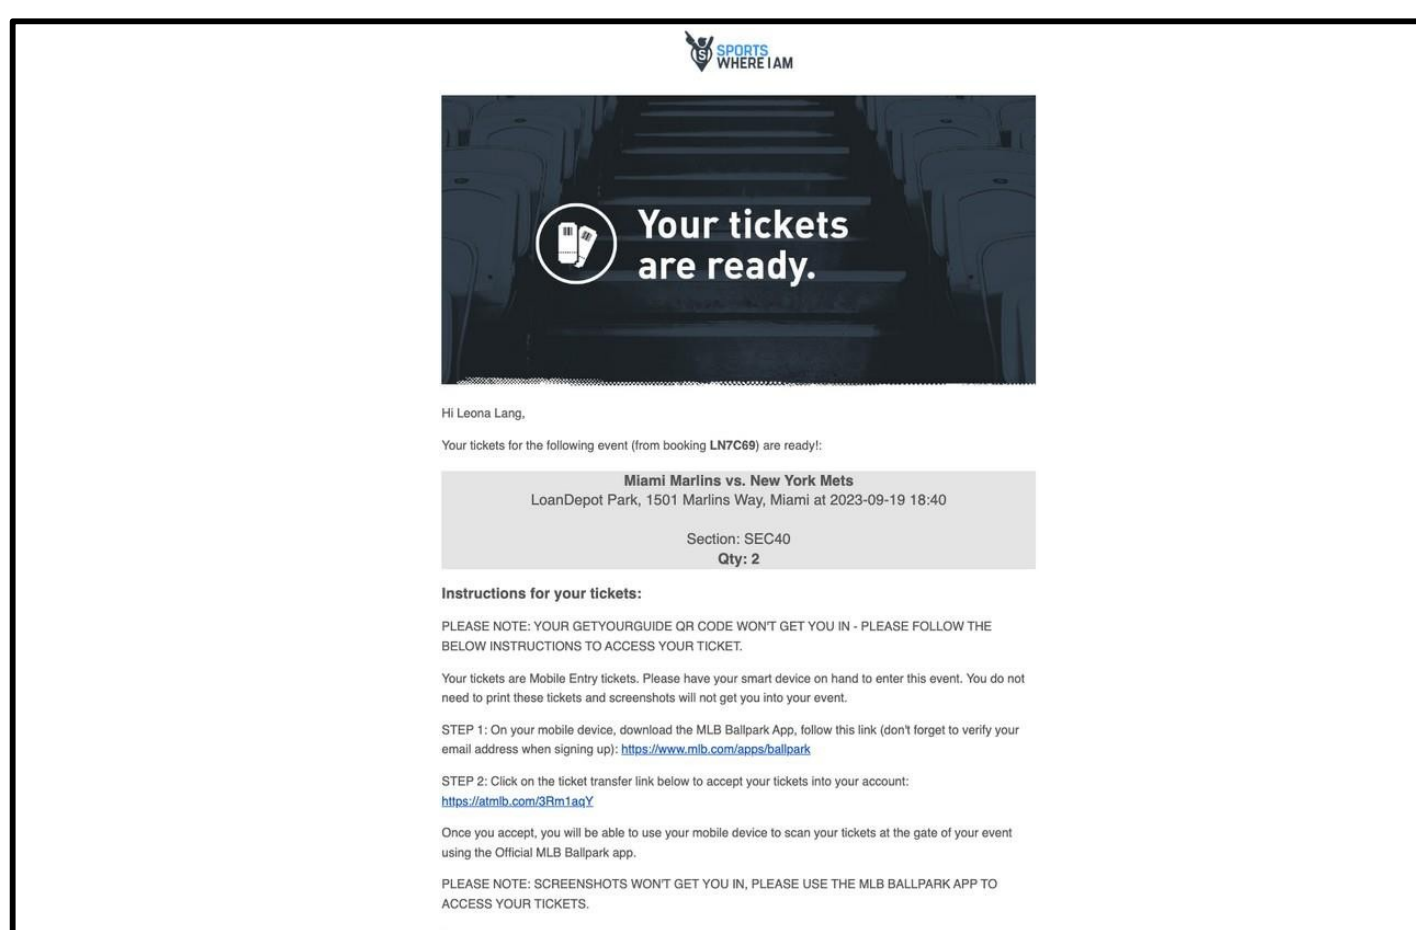 SPORTS
WHERE I AM
Your tickets
are ready.
Hi Leona Lang,
Your tickets for the following event (from booking LN7C69) are ready!:
Miami Marlins vs. New York Mets
LoanDepot Park, 1501 Marlins Way, Miami at 2023-09-19 18:40
Section: SEC40
Qty: 2
Instructions for your tickets:
PLEASE NOTE: YOUR GETYOURGUIDE QR CODE WON'T GET YOU IN - PLEASE FOLLOW THE
BELOW INSTRUCTIONS TO ACCESS YOUR TICKET.
Your tickets are Mobile Entry tickets. Please have your smart device on hand to enter this event. You do not
need to print these tickets and screenshots will not get you into your event.
STEP 1: On your mobile device, download the MLB Ballpark App, follow this link (don't forget to verify your
email address when signing up): https://www.mlb.com/apps/ballpark
STEP 2: Click on the ticket transfer link below to accept your tickets into your account:
https://atmlb.com/3Rm1aqY
Once you accept, you will be able to use your mobile device to scan your tickets at the gate of your event
using the Official MLB Ballpark app.
PLEASE NOTE: SCREENSHOTS WON'T GET YOU IN, PLEASE USE THE MLB BALLPARK APP TO
ACCESS YOUR TICKETS.